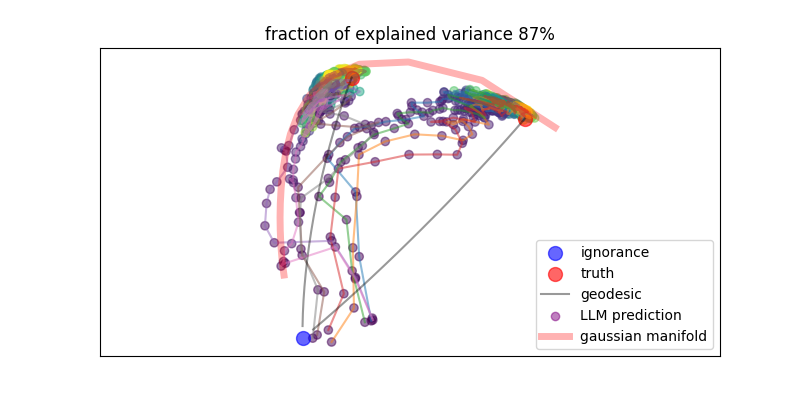 fraction of explained variance 87%
ignorance
truth
geodesic
LLM prediction
gaussian manifold